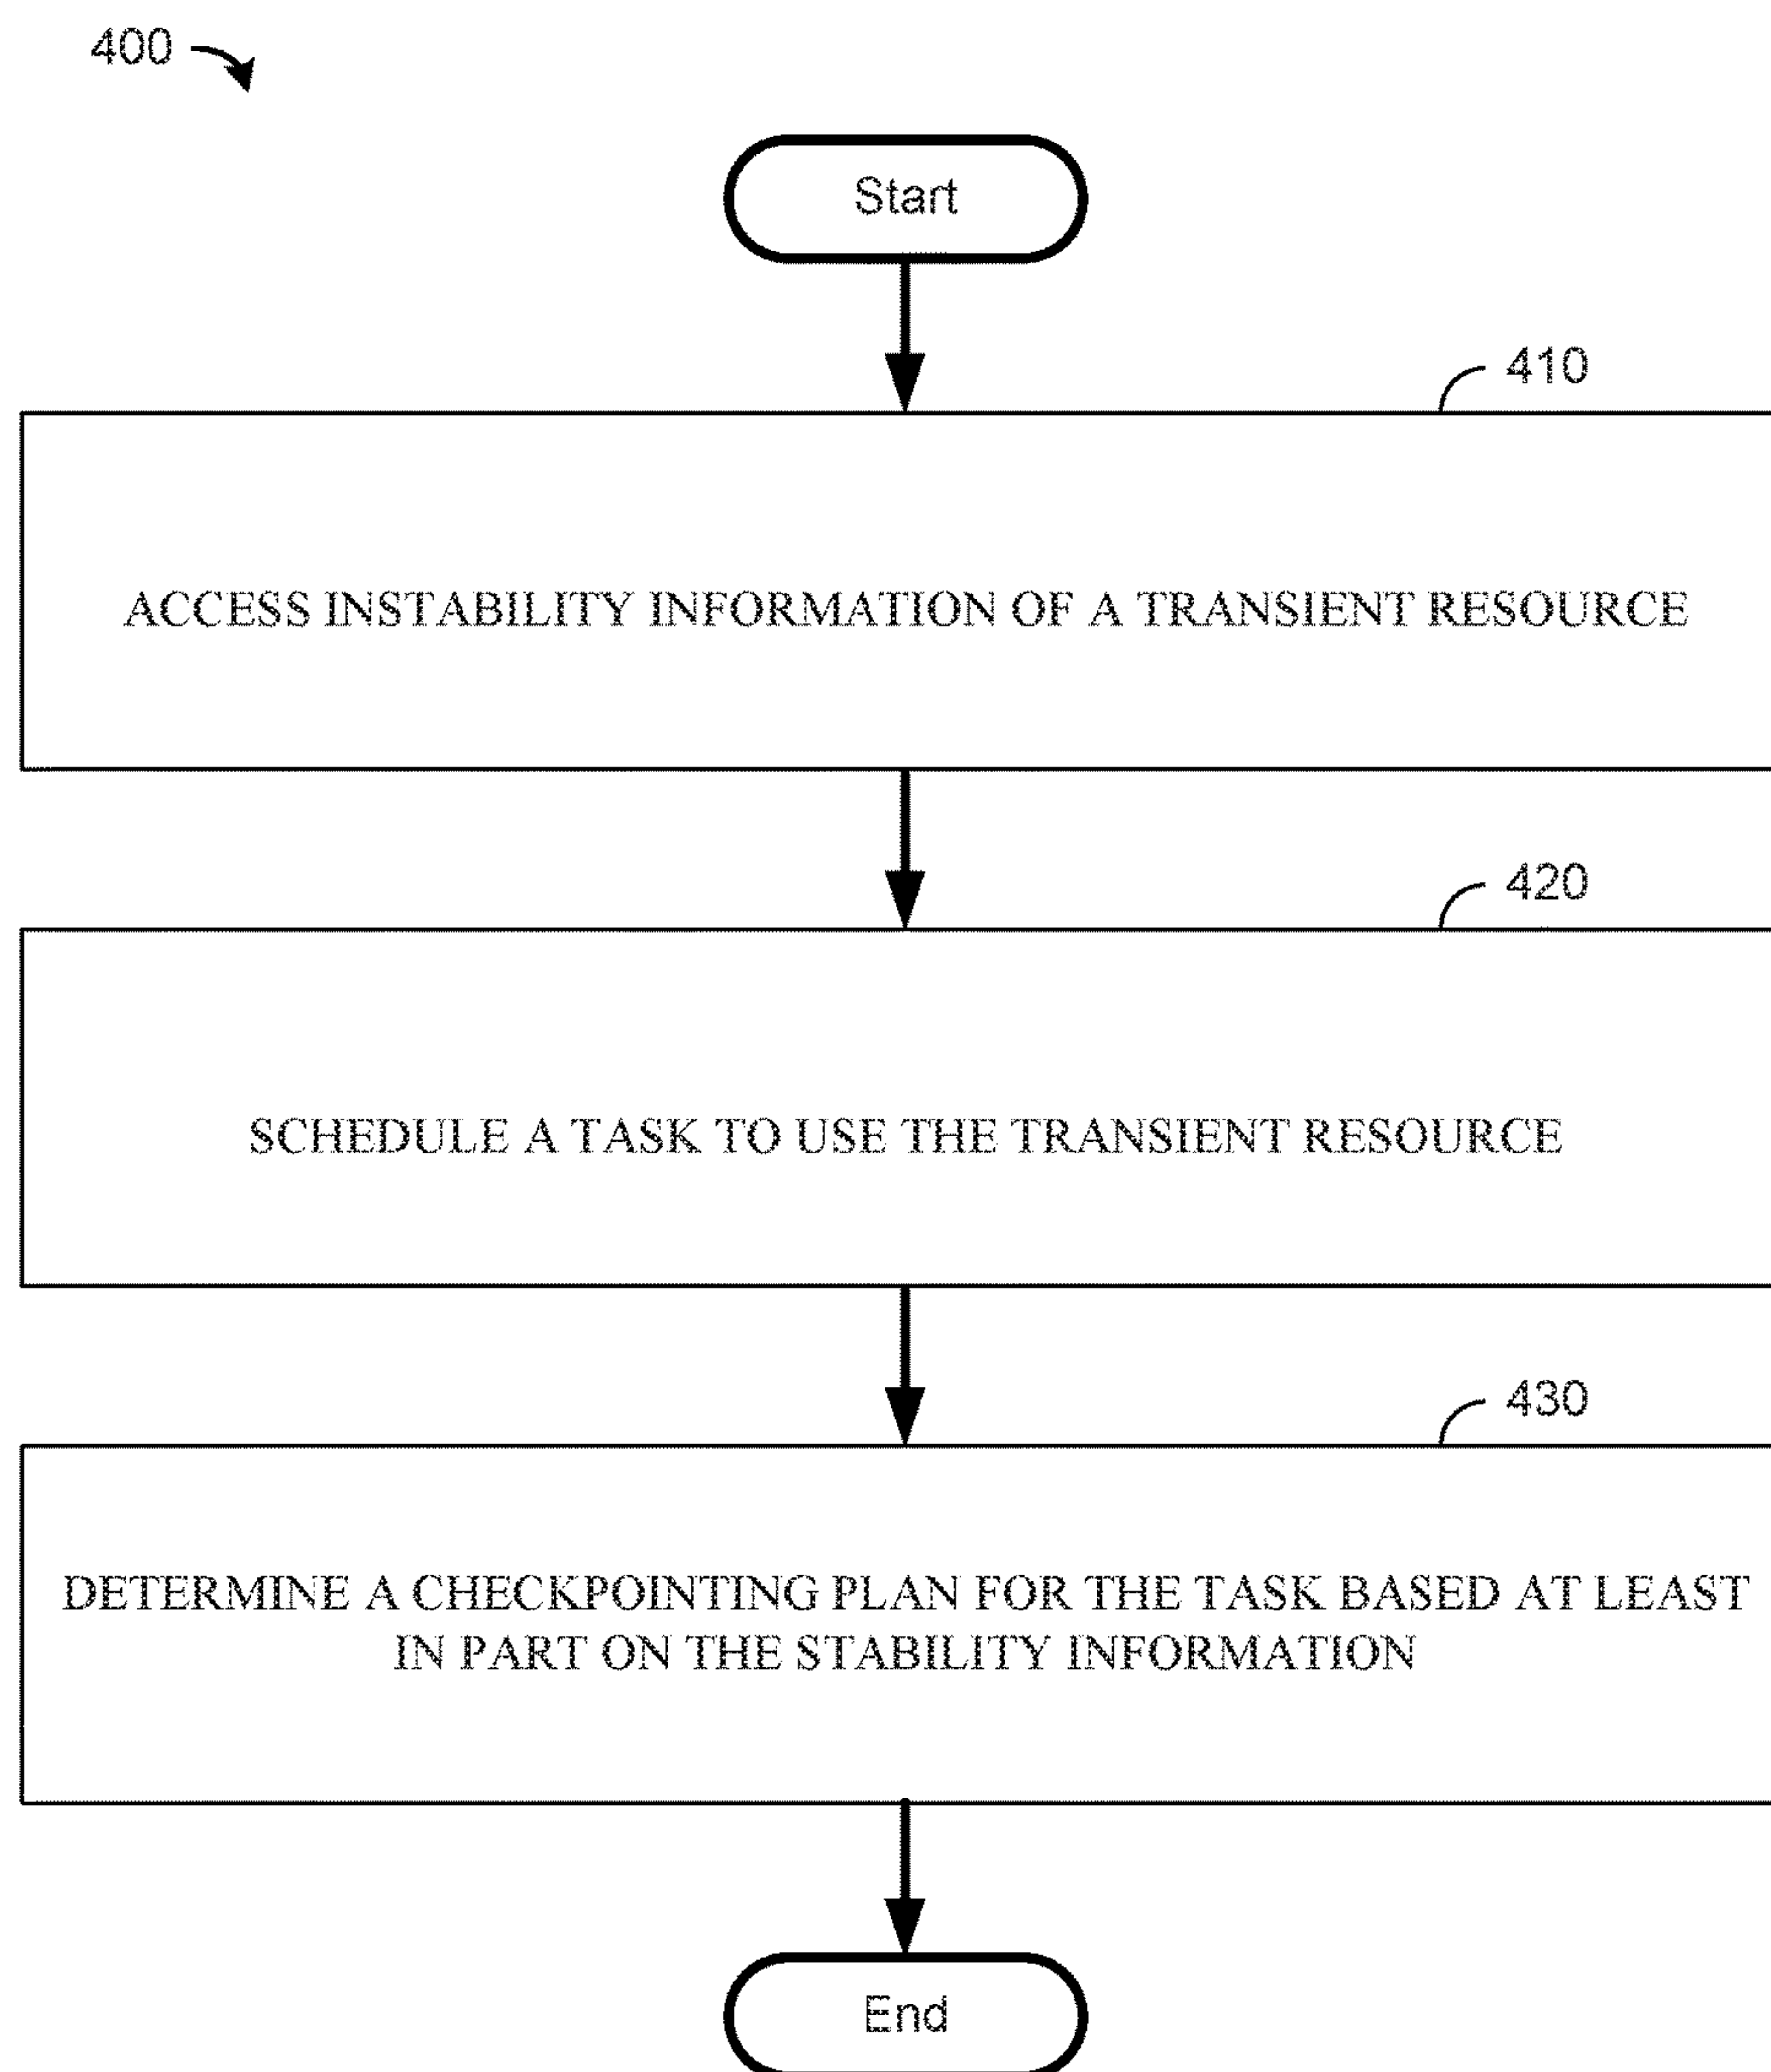 400
Start
410
ACCESS INSTABILITY INFORMATION OF A TRANSIENT RESOURCE
420
SCHEDULE A TASK TO USE THE TRANSIENT RESOURCE
430
DETERMINE A CHECKPOINTING PLAN FOR THE TASK BASED AT LEAST
IN PART ON THE STABILITY INFORMATION
End